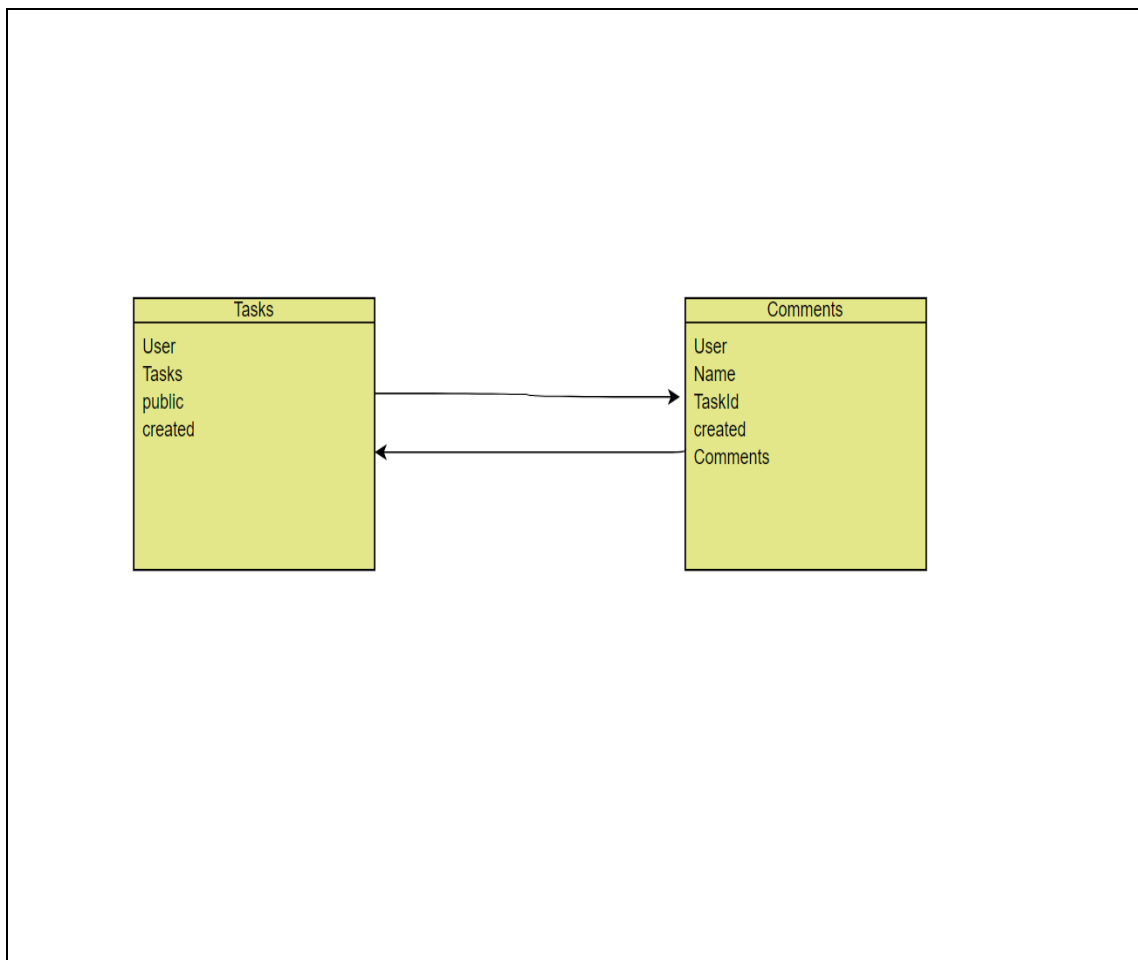 Tasks
User
Tasks
public
created
Comments
User
Name
TaskId
created
Comments